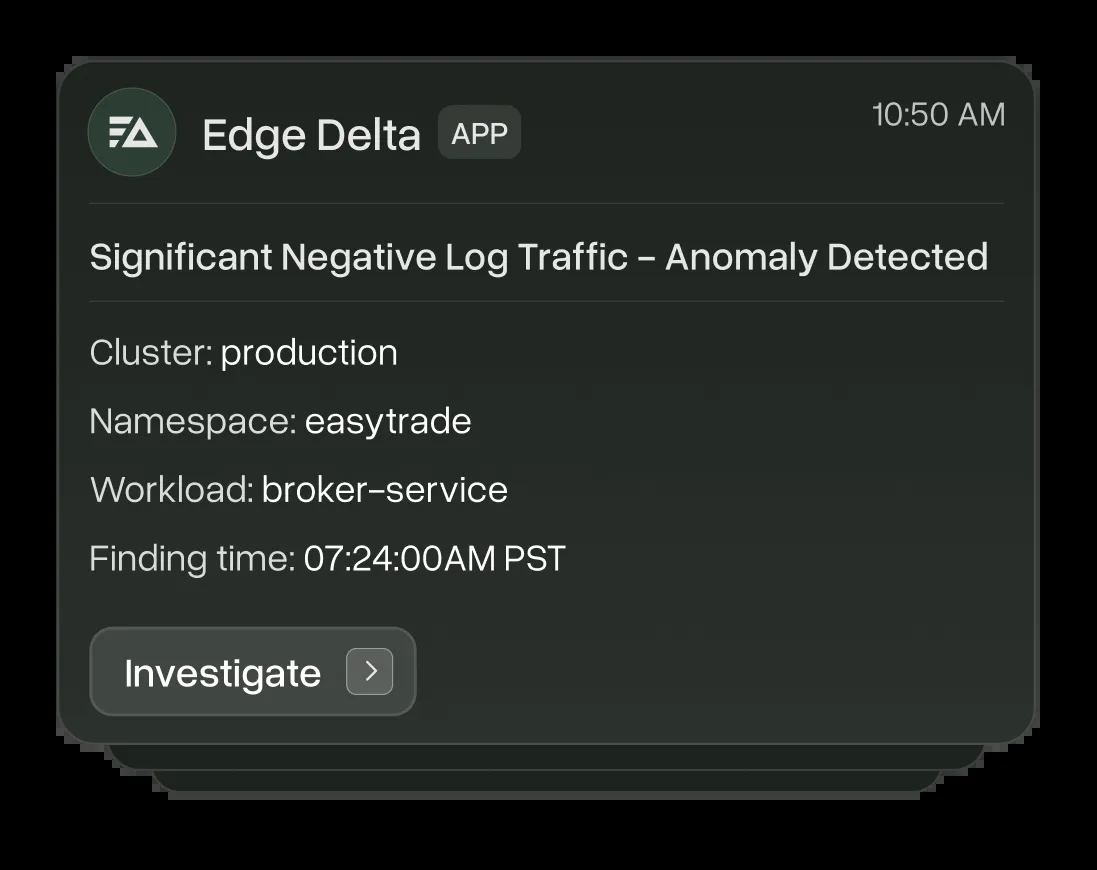 Edge Delta APP
10:50 AM
Significant Negative Log Traffic – Anomaly Detected
Cluster: production
Namespace: easytrade
Workload: broker–service
Finding time: 07:24:00AM PST
Investigate